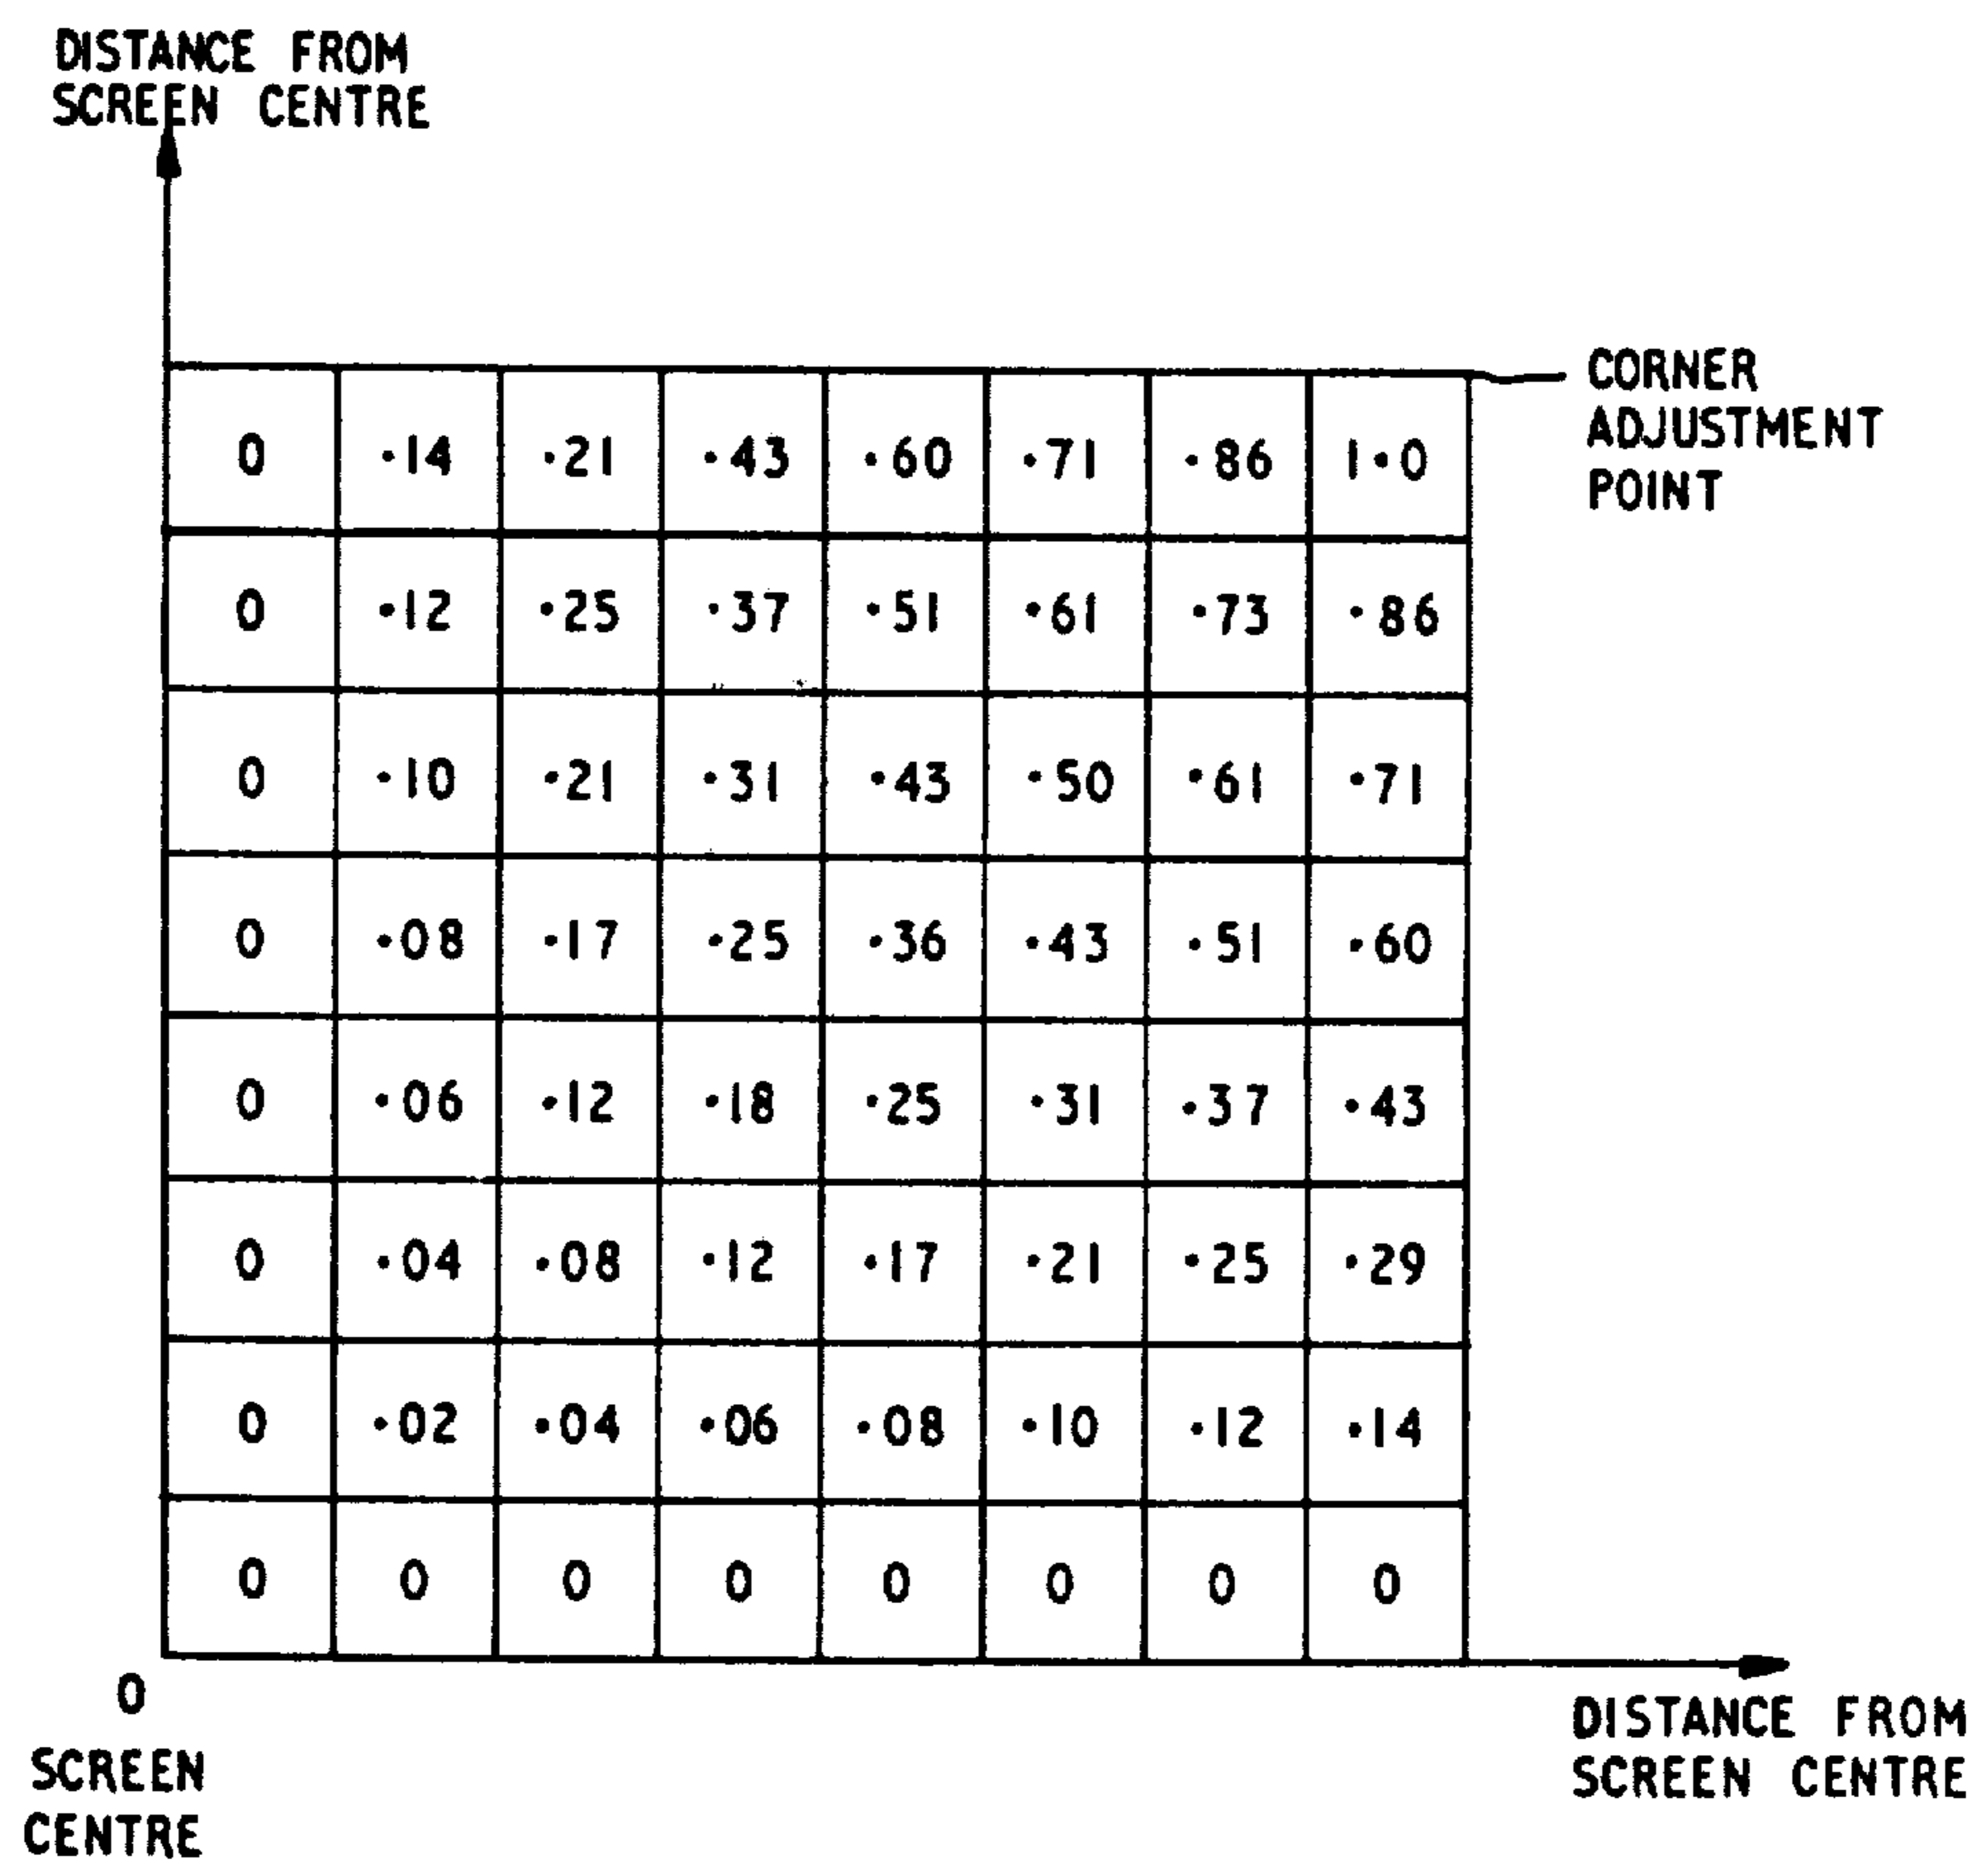 DISTANCE FROM
SCREEN CENTRE
CORNER
ADJUSTMENT
POINT
0 ·14 ·21 ·43 ·60 ·71 ·86 1·0
0 ·12 ·25 ·37 ·51 ·61 ·73 ·86
0 ·10 ·21 ·31 ·43 ·50 ·61 ·71
0 ·08 ·17 ·25 ·36 ·43 ·51 ·60
0 ·06 ·12 ·18 ·25 ·31 ·37 ·43
0 ·04 ·08 ·12 ·17 ·21 ·25 ·29
0 ·02 ·04 ·06 ·08 ·10 ·12 ·14
0 0 0 0 0 0 0 0
0
SCREEN
CENTRE
DISTANCE FROM
SCREEN CENTRE